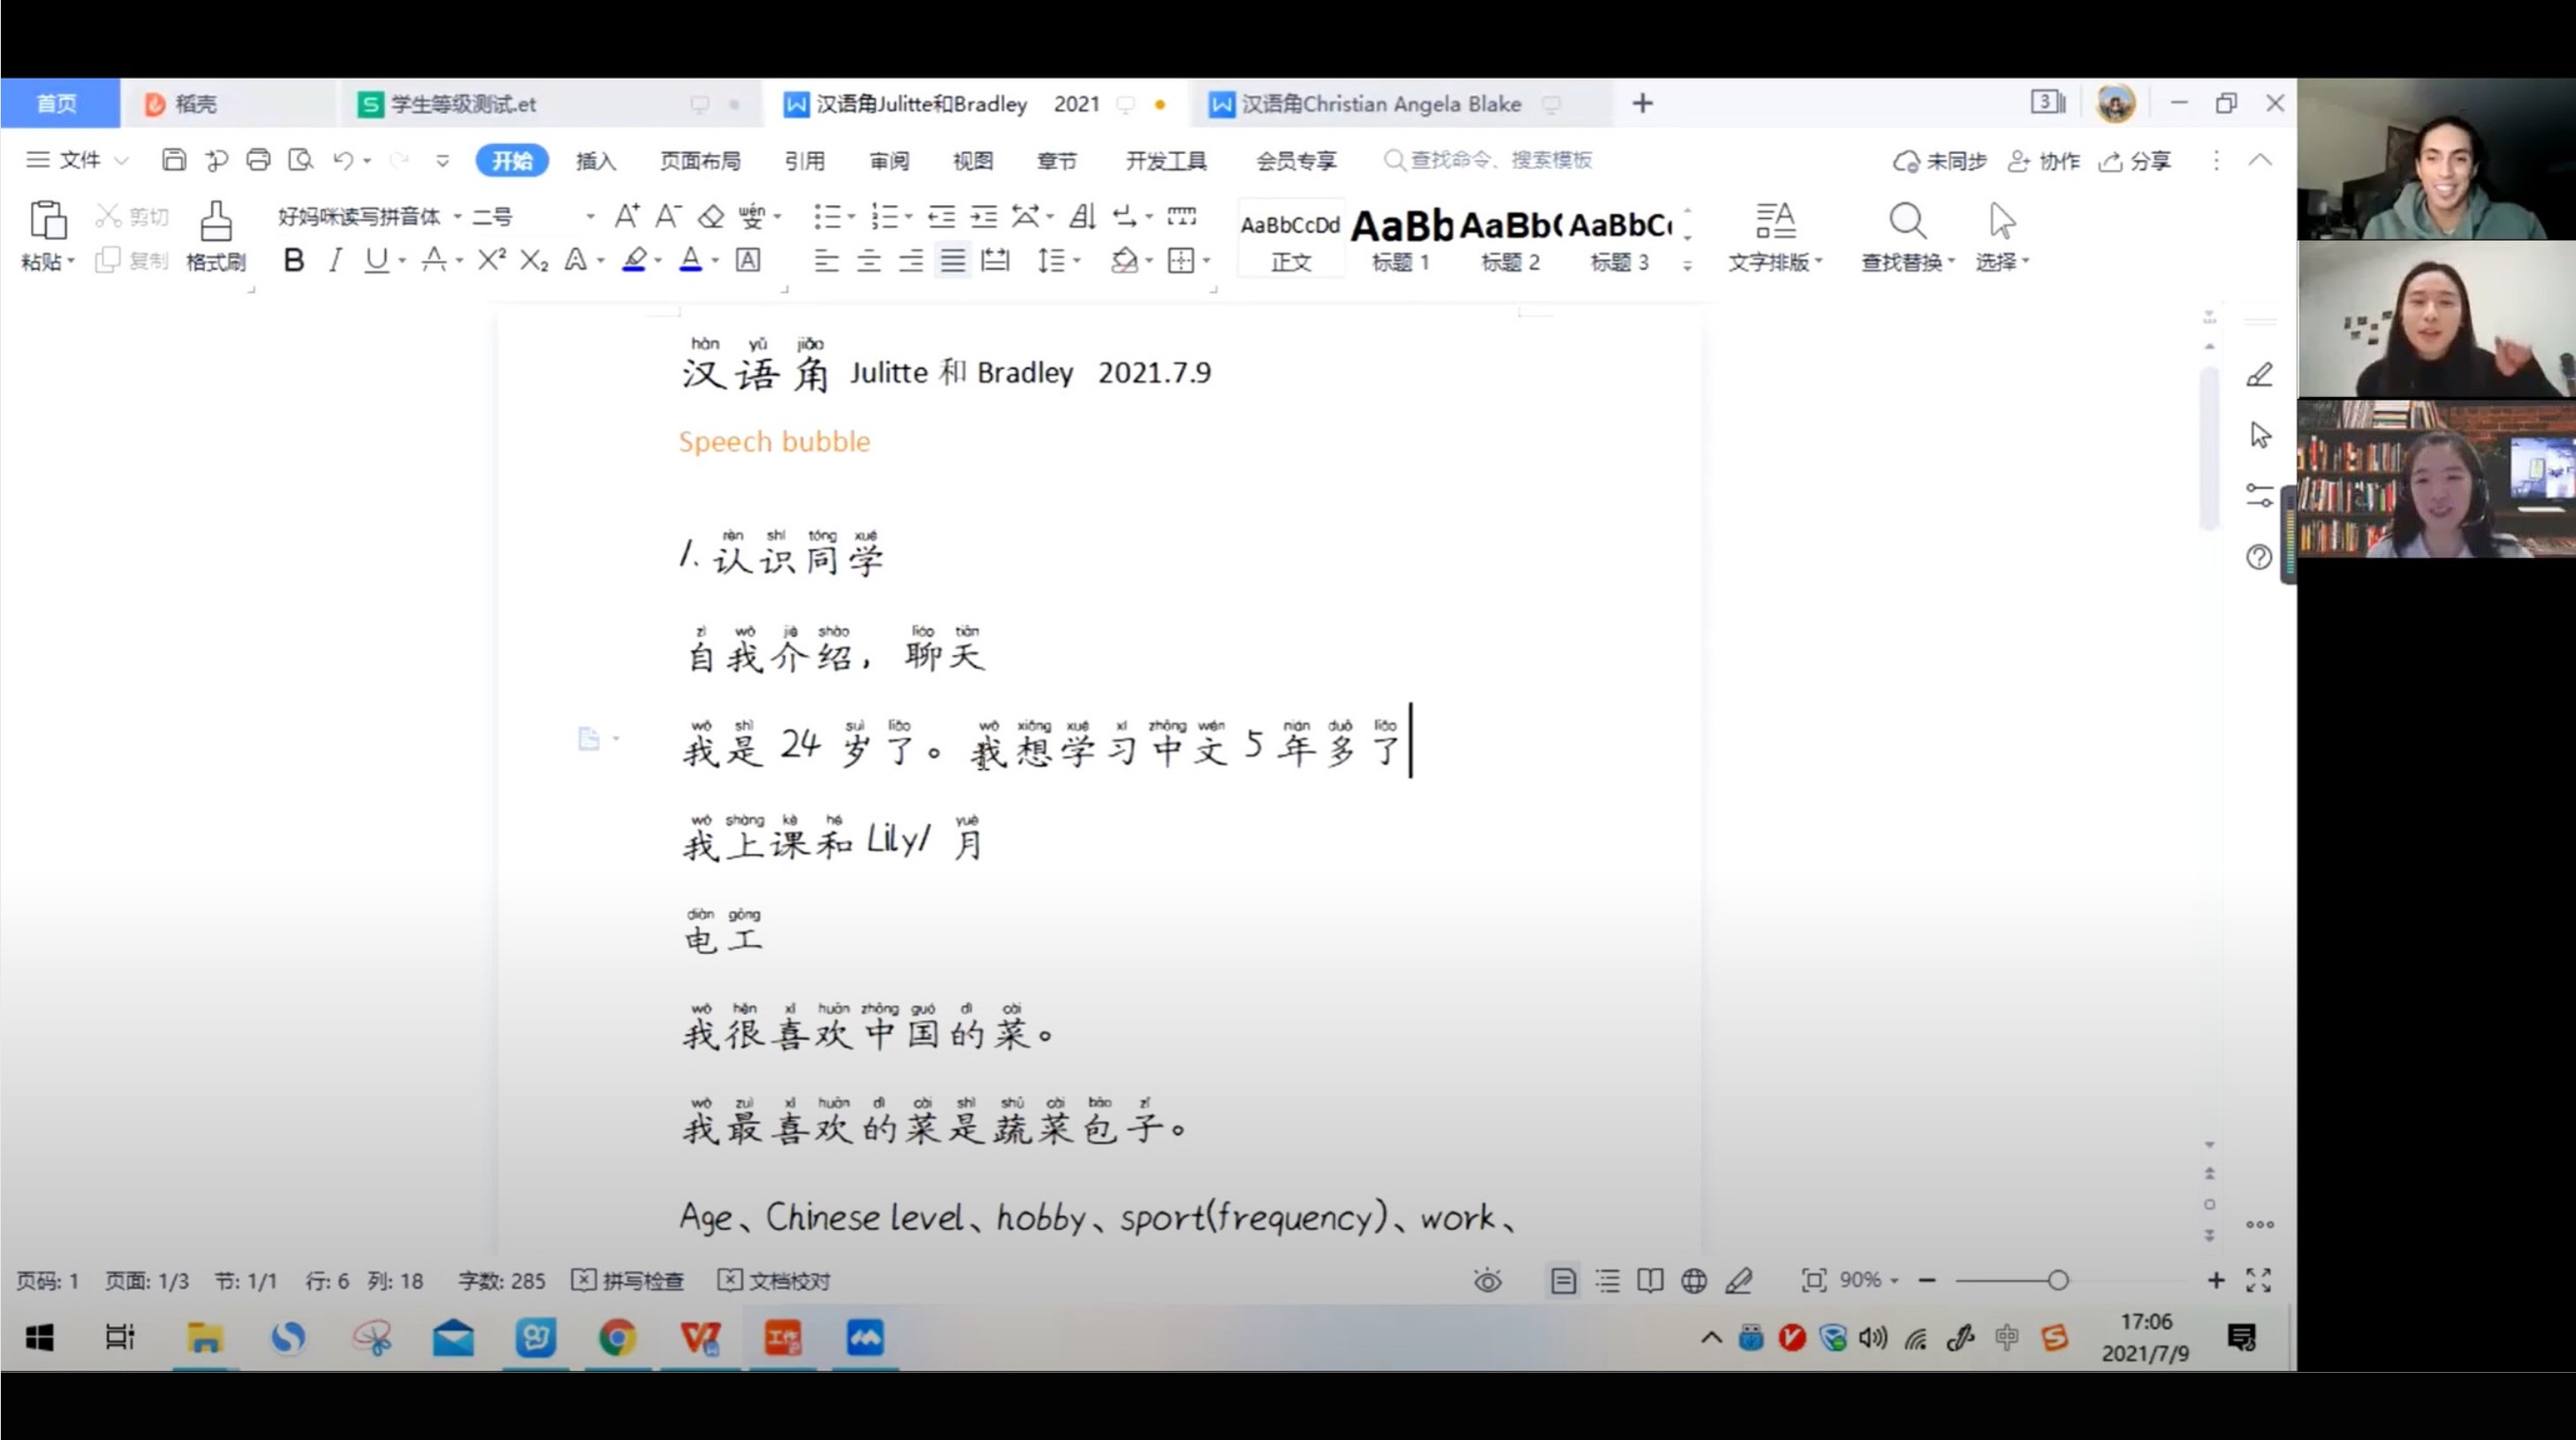 首页 稻壳 学生等级测试.et 汉语角Julitte和Bradley 2021 汉语角Christian Angela Blake 3
文件 开始 插入 页面布局 引用 审阅 视图 章节 开发工具 会员专享 查找命令、搜索模板 未同步 协作 分享
剪切 好妈咪读写拼音体 二号 A+ A- wén 变 AaBbCcDd AaBb AaBb( AaBbC
粘贴 复制 格式刷 B I U A X² X₂ A A A 正文 标题 1 标题 2 标题 3 文字排版 查找替换 选择
hàn yǔ jiǎo
汉语角 Julitte 和 Bradley 2021.7.9
Speech bubble
rèn shí tóng xué
1. 认识同学
zì wǒ jiè shào liáo tiān
自我介绍，聊天
wǒ shì suì liǎo wǒ xiǎng xué xí zhōng wén nián duō liǎo
我是 24 岁了。我想学习中文 5 年多了
wǒ shàng kè hé yuè
我上课和 Lily/ 月
diàn gōng
电工
wǒ hěn xǐ huān zhōng guó dì cài
我很喜欢中国的菜。
wǒ zuì xǐ huān dì cài shì shū cài bāo zǐ
我最喜欢的菜是蔬菜包子。
Age、Chinese level、hobby、sport(frequency)、work、
页码: 1 页面: 1/3 节: 1/1 行: 6 列: 18 字数: 285 拼写检查 文档校对 90%
工作 中 S 17:06
2021/7/9